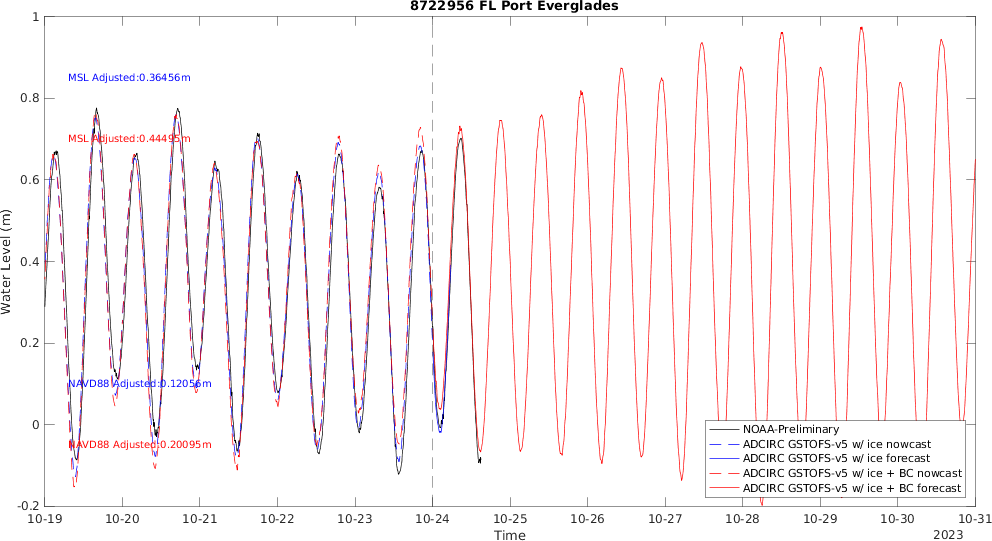 8722956 FL Port Everglades
1
0.8
0.6
0.4
0.2
0
-0.2
Water Level (m)
MSL Adjusted:0.36456m
MSL Adjusted:0.44495m
NAVD88 Adjusted:0.12056m
NAVD88 Adjusted:0.20095m
NOAA-Preliminary
ADCIRC GSTOFS-v5 w/ ice nowcast
ADCIRC GSTOFS-v5 w/ ice forecast
ADCIRC GSTOFS-v5 w/ ice + BC nowcast
ADCIRC GSTOFS-v5 w/ ice + BC forecast
10-19 10-20 10-21 10-22 10-23 10-24 10-25 10-26 10-27 10-28 10-29 10-30 10-31
Time
2023